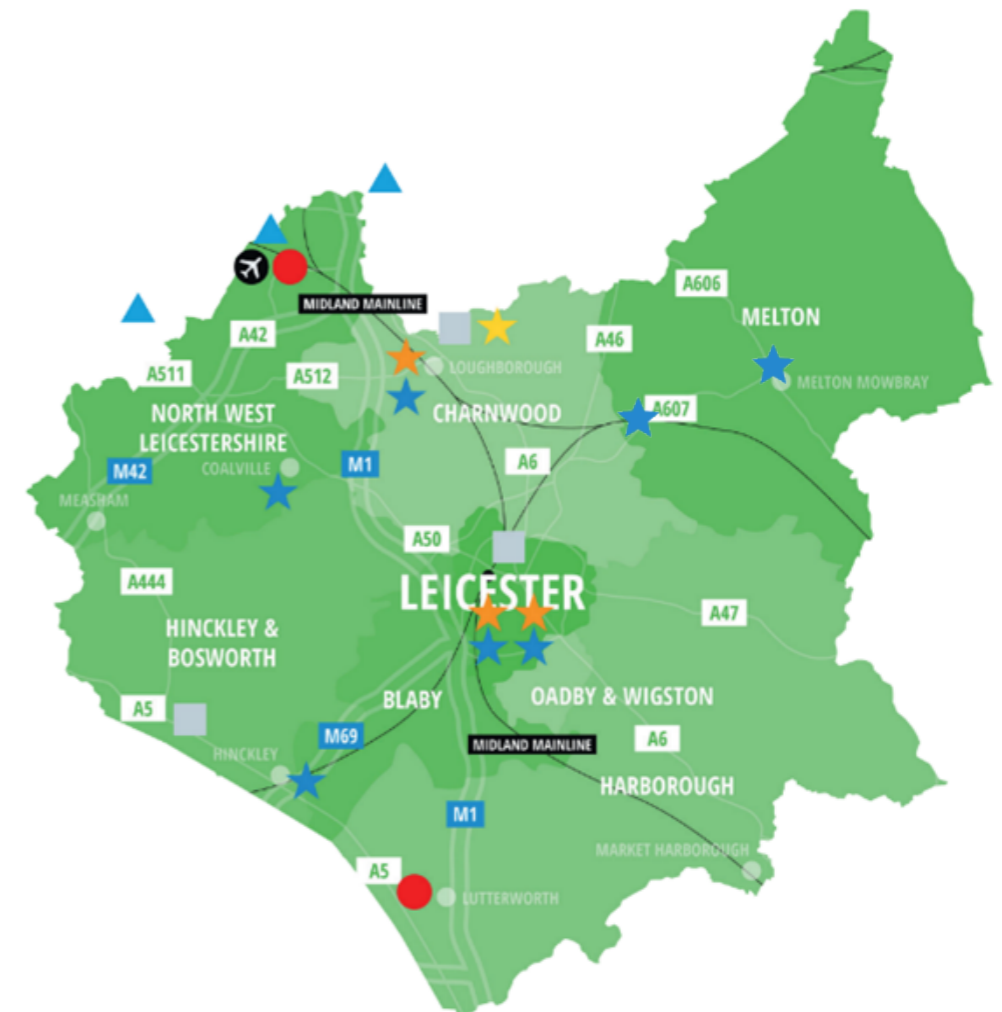 A606
MELTON
MIDLAND MAINLINE
A42
A46
A511
A512
LOUGHBOROUGH
MELTON MOWBRAY
NORTH WEST
LEICESTERSHIRE
CHARNWOOD
A607
COALVILLE
M42
M1
A6
MEASHAM
A50
A444
LEICESTER
A47
HINCKLEY &
BOSWORTH
BLABY
OADBY & WIGSTON
A5
M69
A6
HINCKLEY
MIDLAND MAINLINE
HARBOROUGH
M1
MARKET HARBOROUGH
A5
LUTTERWORTH